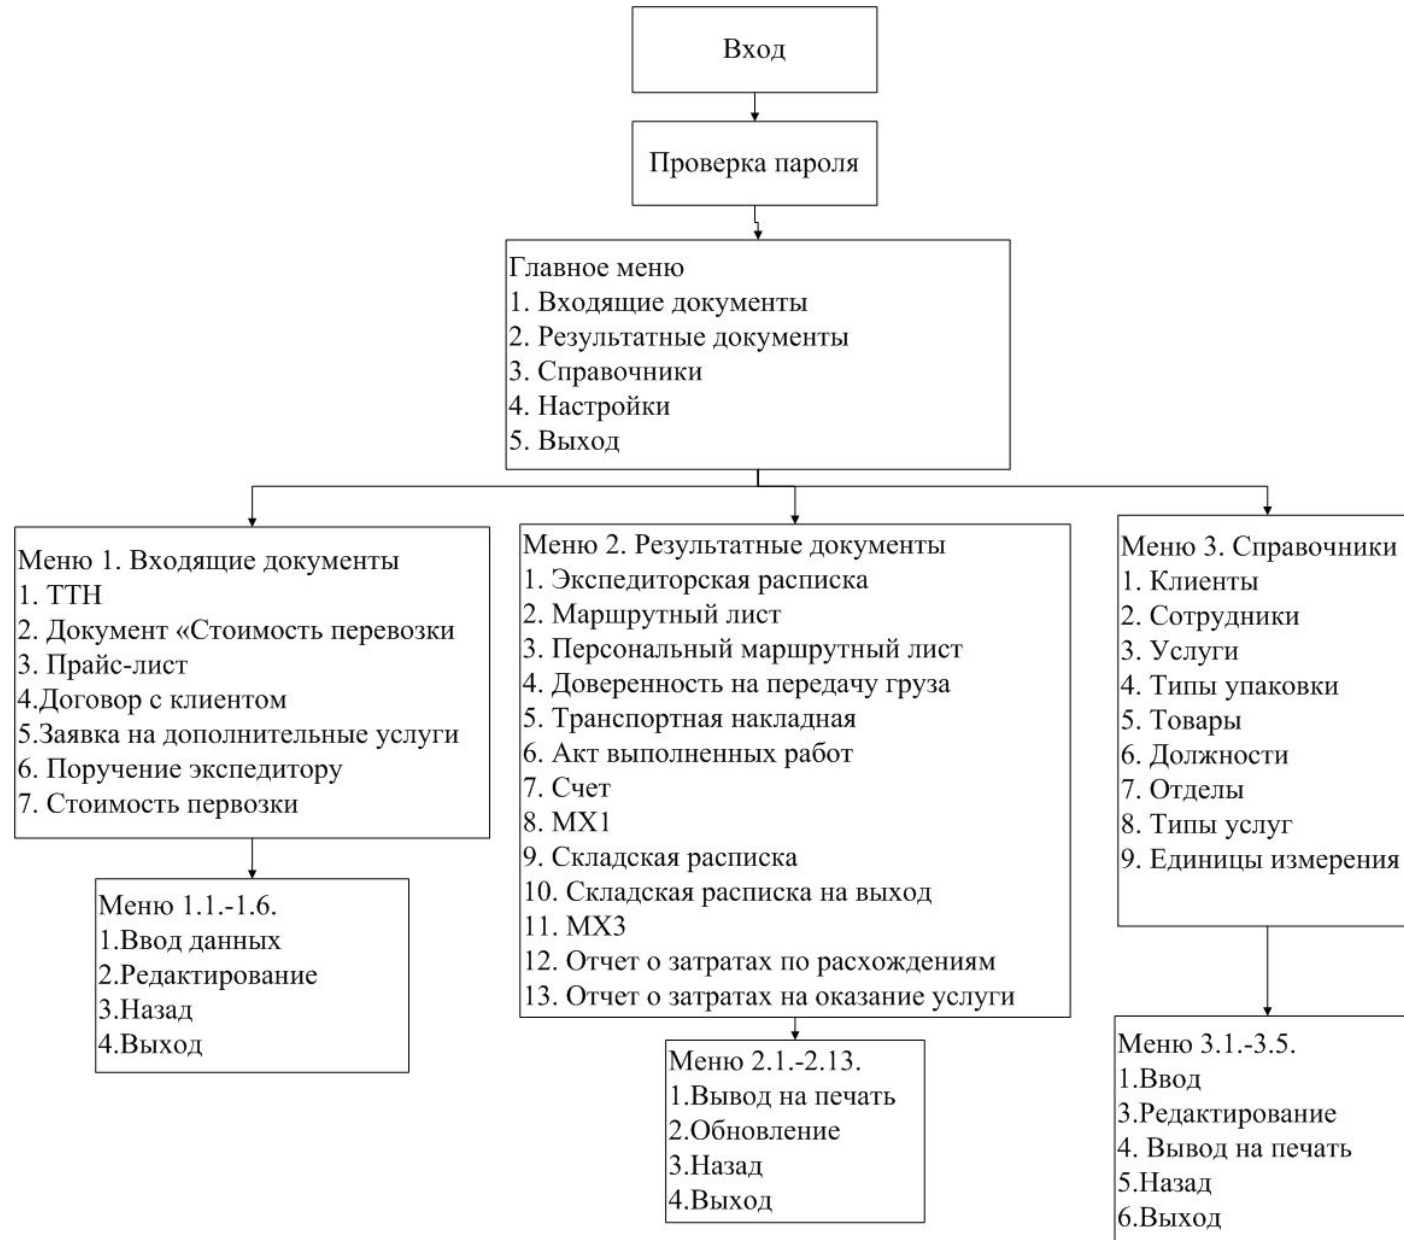 Вход
Проверка пароля
Главное меню
1. Входящие документы
2. Результатные документы
3. Справочники
4. Настройки
5. Выход
Меню 1. Входящие документы
1. ТТН
2. Документ «Стоимость перевозки
3. Прайс-лист
4.Договор с клиентом
5.Заявка на дополнительные услуги
6. Поручение экспедитору
7. Стоимость первозки
Меню 1.1.-1.6.
1.Ввод данных
2.Редактирование
3.Назад
4.Выход
Меню 2. Результатные документы
1. Экспедиторская расписка
2. Маршрутный лист
3. Персональный маршрутный лист
4. Доверенность на передачу груза
5. Транспортная накладная
6. Акт выполненных работ
7. Счет
8. МХ1
9. Складская расписка
10. Складская расписка на выход
11. МХ3
12. Отчет о затратах по расхождениям
13. Отчет о затратах на оказание услуги
Меню 2.1.-2.13.
1.Вывод на печать
2.Обновление
3.Назад
4.Выход
Меню 3. Справочники
1. Клиенты
2. Сотрудники
3. Услуги
4. Типы упаковки
5. Товары
6. Должности
7. Отделы
8. Типы услуг
9. Единицы измерения
Меню 3.1.-3.5.
1.Ввод
3.Редактирование
4. Вывод на печать
5.Назад
6.Выход